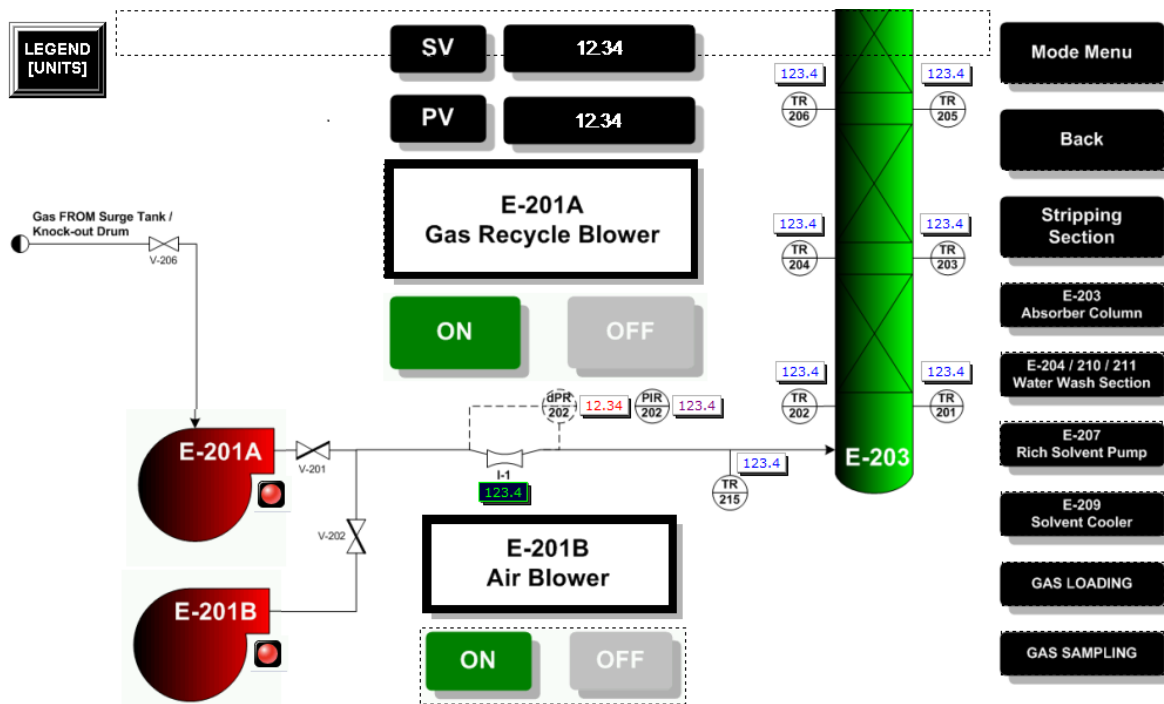 LEGEND
[UNITS]
SV
12.34
PV
12.34
E-201A
Gas Recycle Blower
ON
OFF
Gas FROM Surge Tank /
Knock-out Drum
V-206
E-201A
V-201
V-202
E-201B
dPR
202
12.34
PIR
202
123.4
I-1
123.4
123.4
TR
215
E-201B
Air Blower
ON
OFF
123.4
TR
206
123.4
TR
205
123.4
TR
204
123.4
TR
203
123.4
TR
202
123.4
TR
201
E-203
Mode Menu
Back
Stripping
Section
E-203
Absorber Column
E-204 / 210 / 211
Water Wash Section
E-207
Rich Solvent Pump
E-209
Solvent Cooler
GAS LOADING
GAS SAMPLING